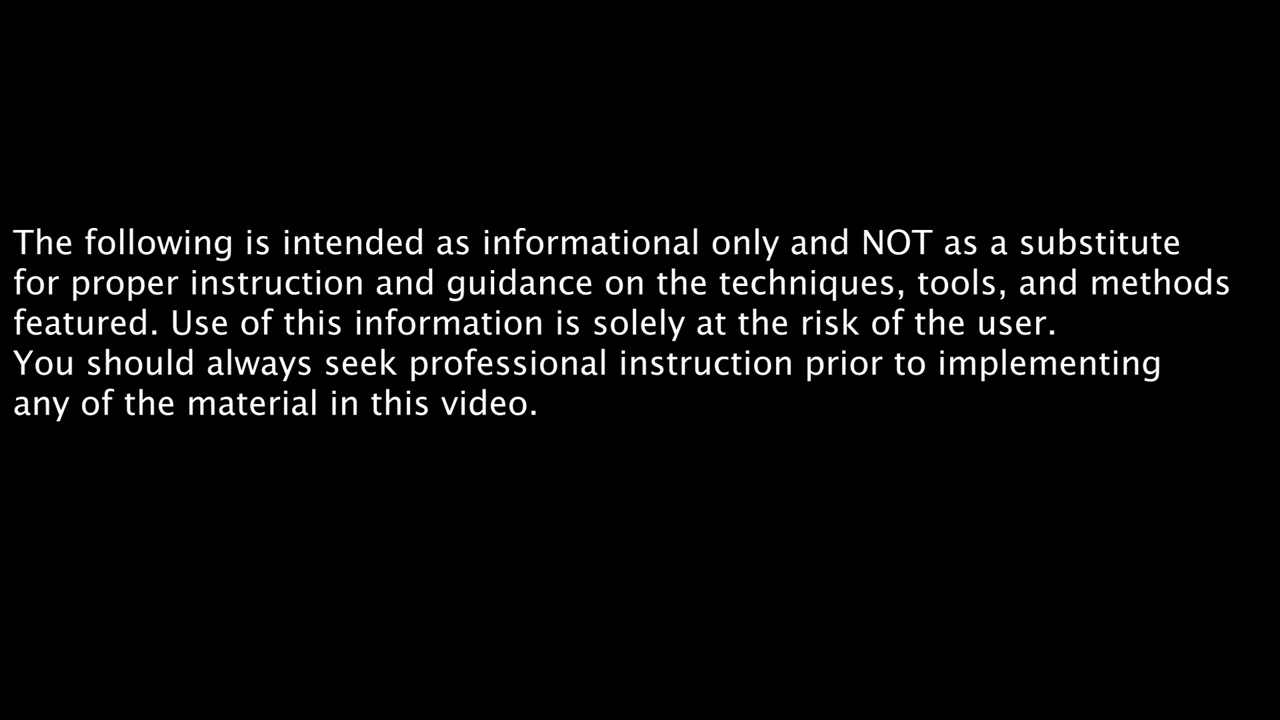 The following is intended as informational only and NOT as a substitute
for proper instruction and guidance on the techniques, tools, and methods
featured. Use of this information is solely at the risk of the user.
You should always seek professional instruction prior to implementing
any of the material in this video.